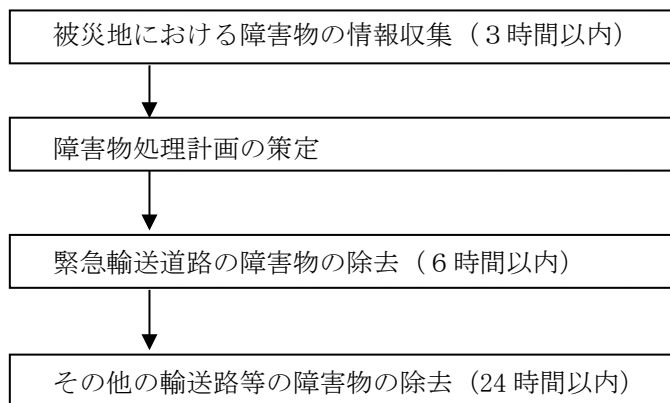 被災地における障害物の情報収集（３時間以内）
障害物処理計画の策定
緊急輸送道路の障害物の除去（６時間以内）
その他の輸送路等の障害物の除去（24 時間以内）